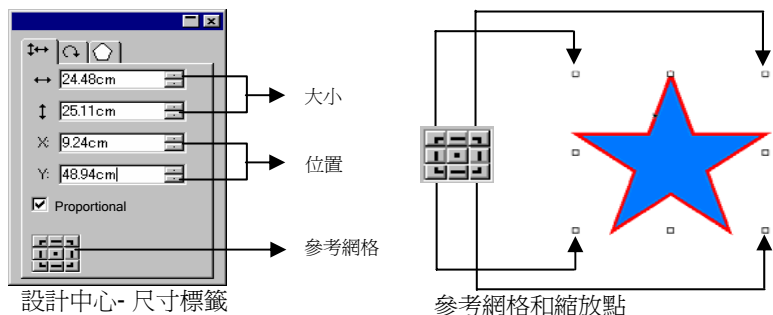 24.48cm
25.11cm
大小
X: 9.24cm
Y: 48.94cm
位置
Proportional
參考網格
設計中心- 尺寸標籤
參考網格和縮放點